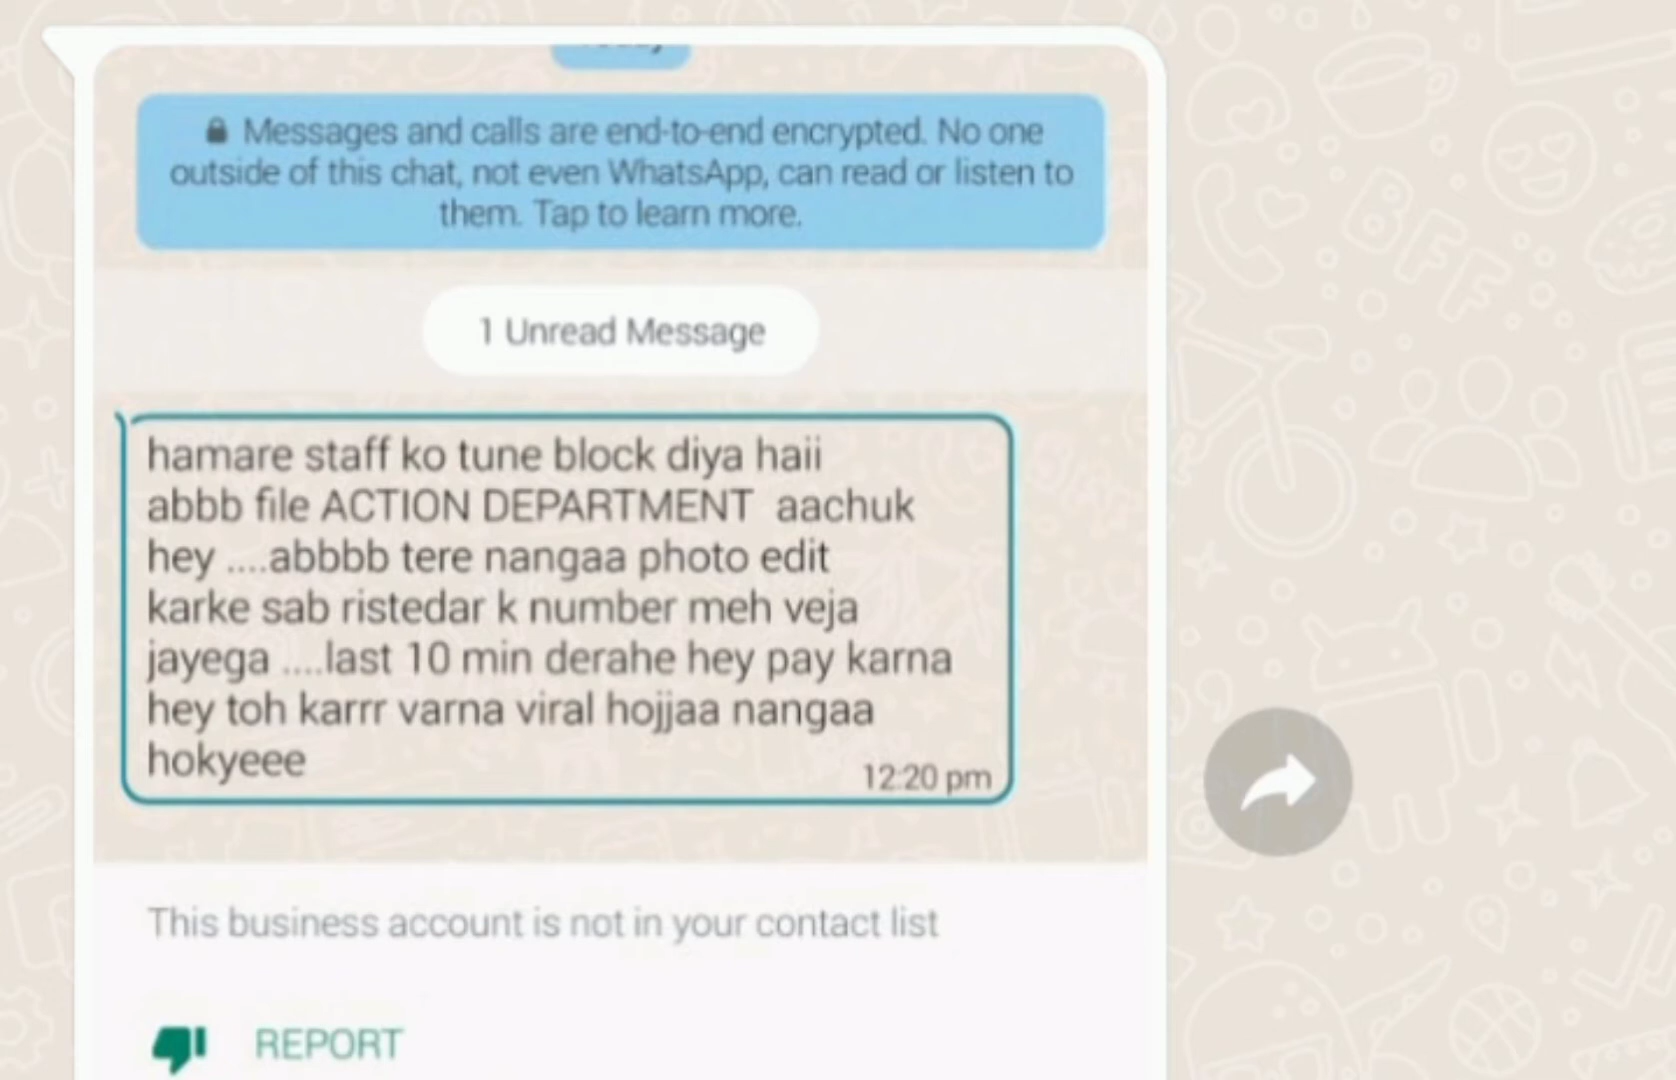 Messages and calls are end-to-end encrypted. No one
outside of this chat, not even WhatsApp, can read or listen to
them. Tap to learn more.
1 Unread Message
hamare staff ko tune block diya haii
abbb file ACTION DEPARTMENT aachuk
hey ....abbbb tere nangaa photo edit
karke sab ristedar k number meh veja
jayega ....last 10 min derahe hey pay karna
hey toh karrr varna viral hojjaa nangaa
hokyeee
12:20 pm
This business account is not in your contact list
REPORT